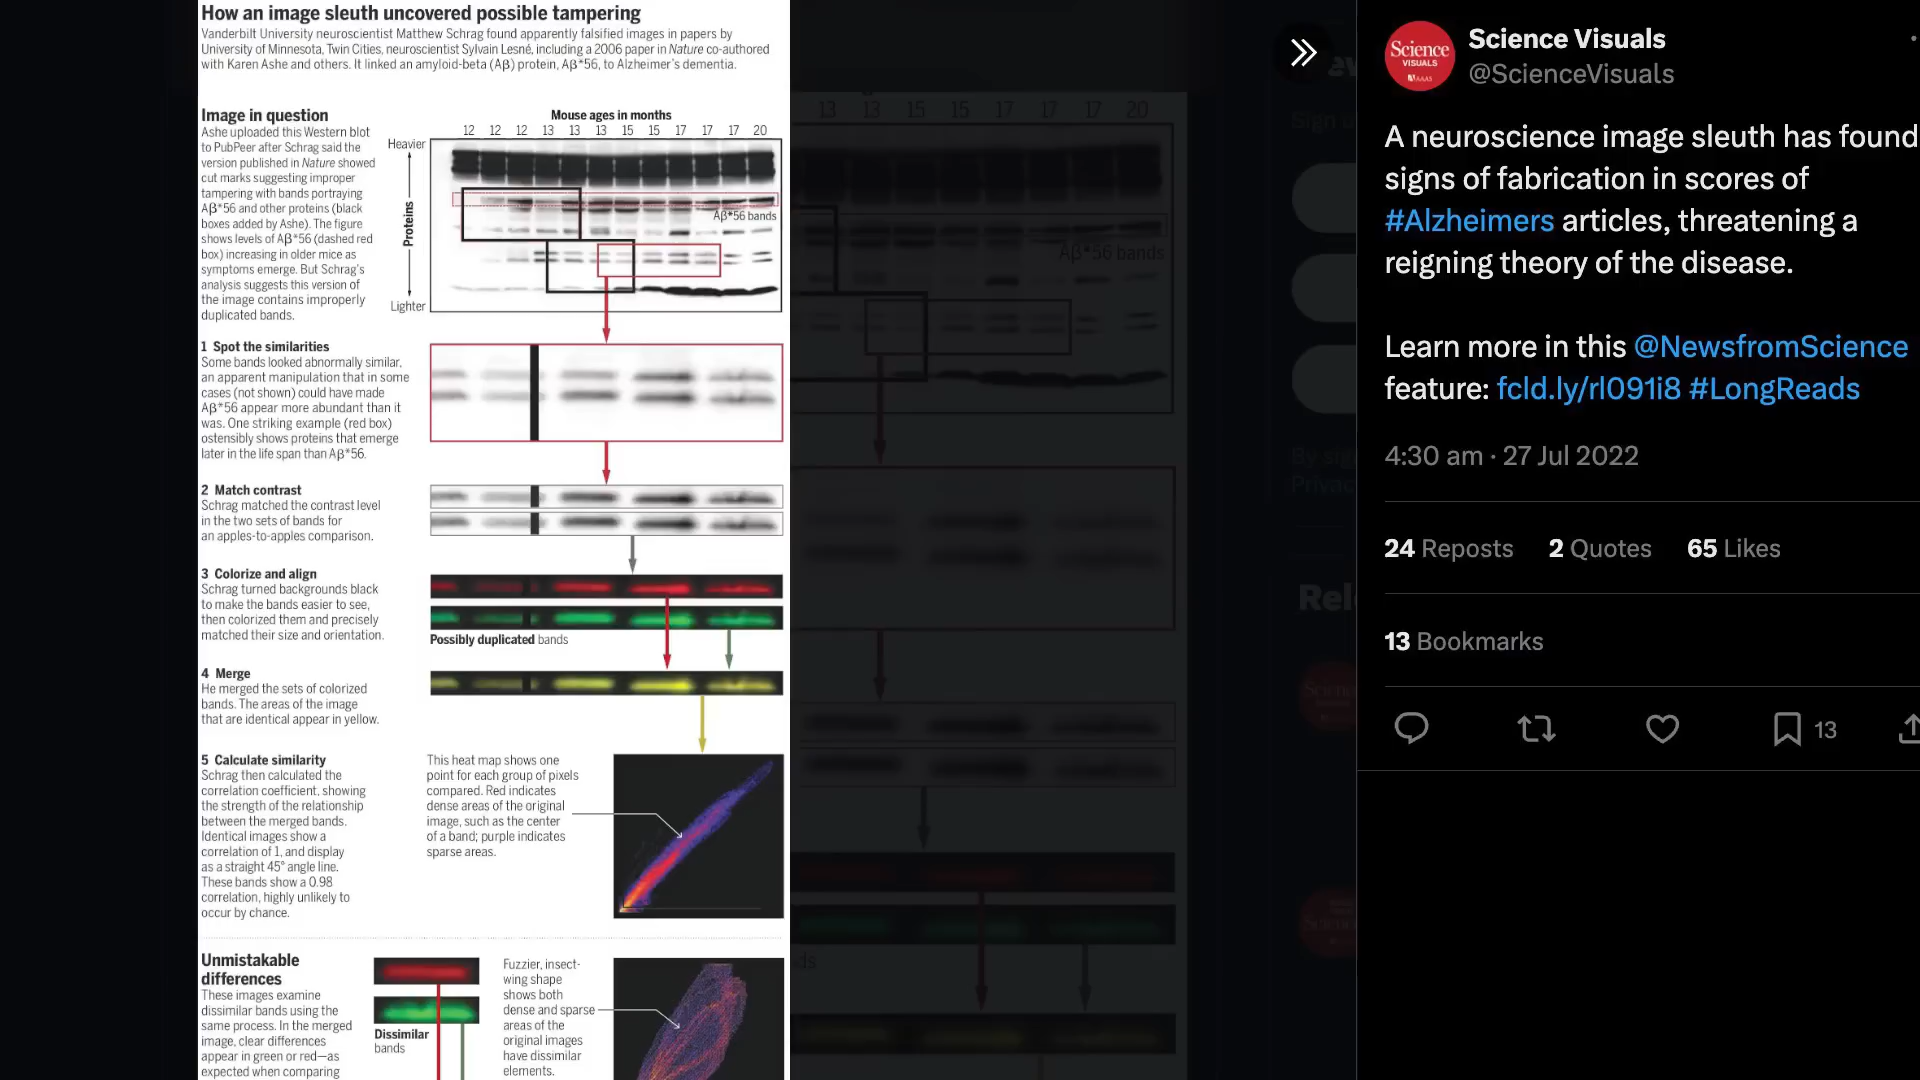 How an image sleuth uncovered possible tampering
Vanderbilt University neuroscientist Matthew Schrag found apparently falsified images in papers by
University of Minnesota, Twin Cities, neuroscientist Sylvain Lesné, including a 2006 paper in Nature co-authored
with Karen Ashe and others. It linked an amyloid-beta (Aβ) protein, Aβ*56, to Alzheimer's dementia.
Image in question
Ashe uploaded this Western blot
to PubPeer after Schrag said the
version published in Nature showed
cut marks suggesting improper
tampering with bands portraying
Aβ*56 and other proteins (black
boxes added by Ashe). The figure
shows levels of Aβ*56 (dashed red
box) increasing in older mice as
symptoms emerge. But Schrag's
analysis suggests this version of
the image contains improperly
duplicated bands.
Mouse ages in months
12 12 12 13 13 13 15 15 17 17 17 20
Heavier
Proteins
Lighter
Aβ*56 bands
1 Spot the similarities
Some bands looked abnormally similar,
an apparent manipulation that in some
cases (not shown) could have made
Aβ*56 appear more abundant than it
was. One striking example (red box)
ostensibly shows proteins that emerge
later in the life span than Aβ*56.
2 Match contrast
Schrag matched the contrast level
in the two sets of bands for
an apples-to-apples comparison.
3 Colorize and align
Schrag turned backgrounds black
to make the bands easier to see,
then colorized them and precisely
matched their size and orientation.
Possibly duplicated bands
4 Merge
He merged the sets of colorized
bands. The areas of the image
that are identical appear in yellow.
5 Calculate similarity
Schrag then calculated the
correlation coefficient, showing
the strength of the relationship
between the merged bands.
Identical images show a
correlation of 1, and display
as a straight 45° angle line.
These bands show a 0.98
correlation, highly unlikely to
occur by chance.
This heat map shows one
point for each group of pixels
compared. Red indicates
dense areas of the original
image, such as the center
of a band; purple indicates
sparse areas.
Unmistakable
differences
These images examine
dissimilar bands using the
same process. In the merged
image, clear differences
appear in green or red—as
expected when comparing
Dissimilar
bands
Fuzzier, insect-
wing shape
shows both
dense and sparse
areas of the
original images
have dissimilar
elements.
13 13 15 15 17 17 17 20
Aβ*56 bands
Sign u
By sig
Privac
Rel
Science
VISUALS
AAAS
Science Visuals
@ScienceVisuals
A neuroscience image sleuth has found
signs of fabrication in scores of
#Alzheimers articles, threatening a
reigning theory of the disease.
Learn more in this @NewsfromScience
feature: fcld.ly/rl091i8 #LongReads
4:30 am · 27 Jul 2022
24 Reposts 2 Quotes 65 Likes
13 Bookmarks
13